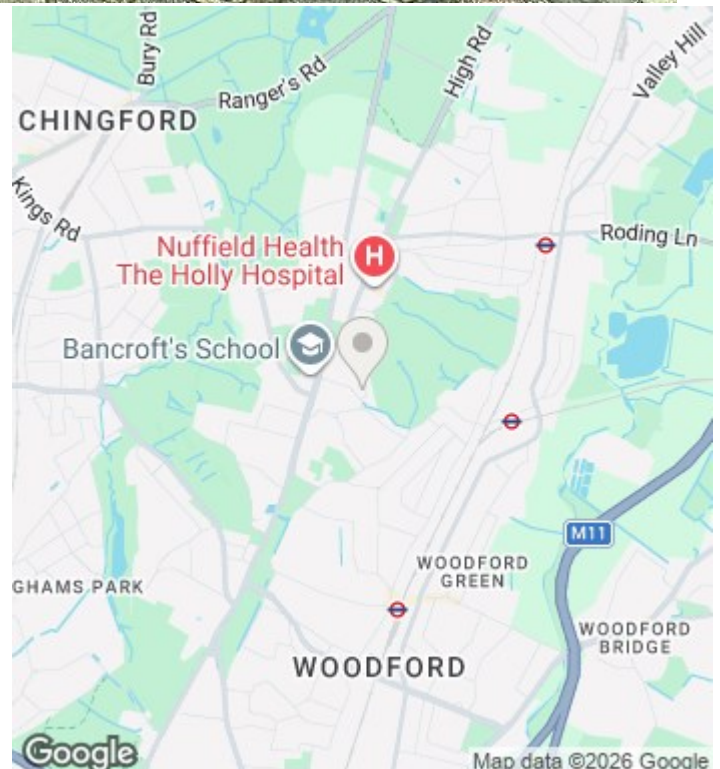 Bury Rd
Ranger's Rd
High Rd
Valley Hill
CHINGFORD
Kings Rd
Nuffield Health
The Holly Hospital
H
Roding Ln
Bancroft's School
M11
WOODFORD
GREEN
GHAMS PARK
WOODFORD
BRIDGE
WOODFORD
Google
Map data ©2026 Google